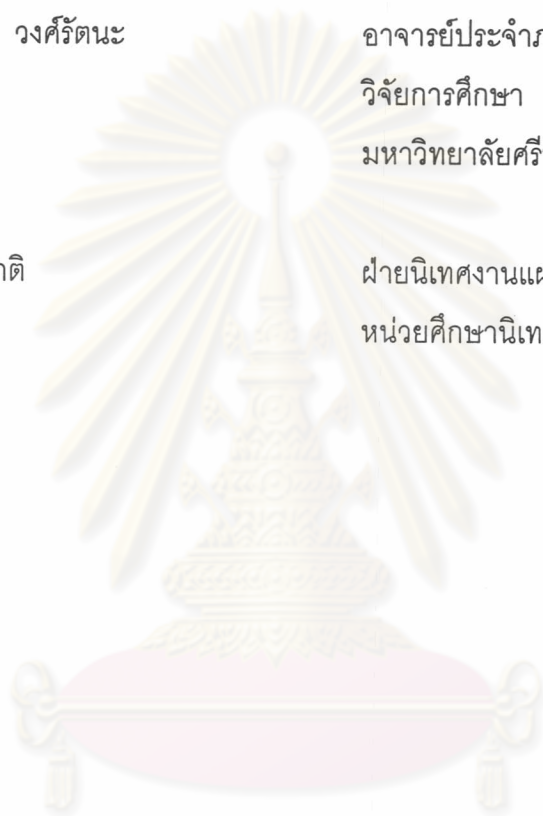 วงศ์รัตนะ อาจารย์ประจำภ
วิจัยการศึกษา
มหาวิทยาลัยศรี
าติ ฝ่ายนิเทศงานแผ
หน่วยศึกษานิเท